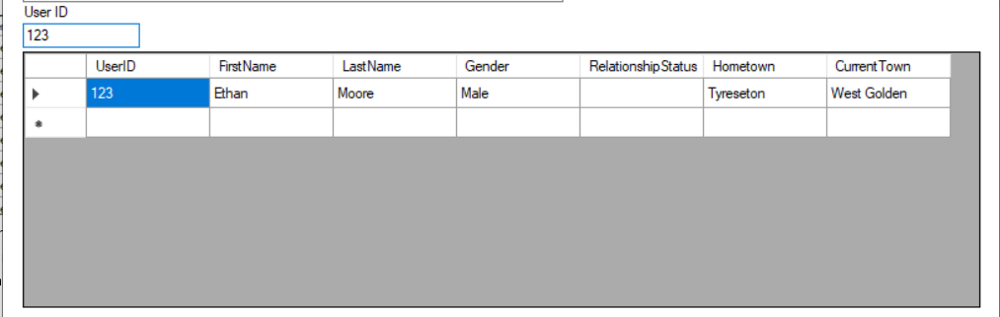 User ID
123
UserID FirstName LastName Gender RelationshipStatus Hometown CurrentTown
123 Ethan Moore Male Tyreseton West Golden